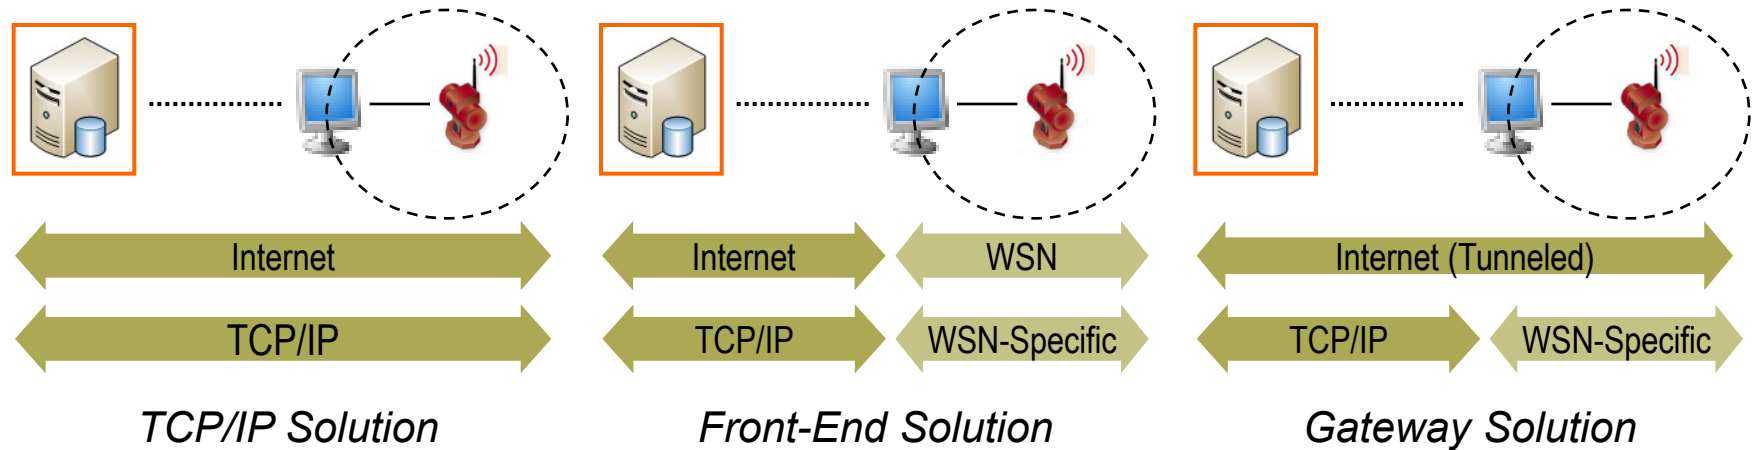 Internet
TCP/IP
TCP/IP Solution
Internet WSN
TCP/IP WSN-Specific
Front-End Solution
Internet (Tunneled)
TCP/IP WSN-Specific
Gateway Solution